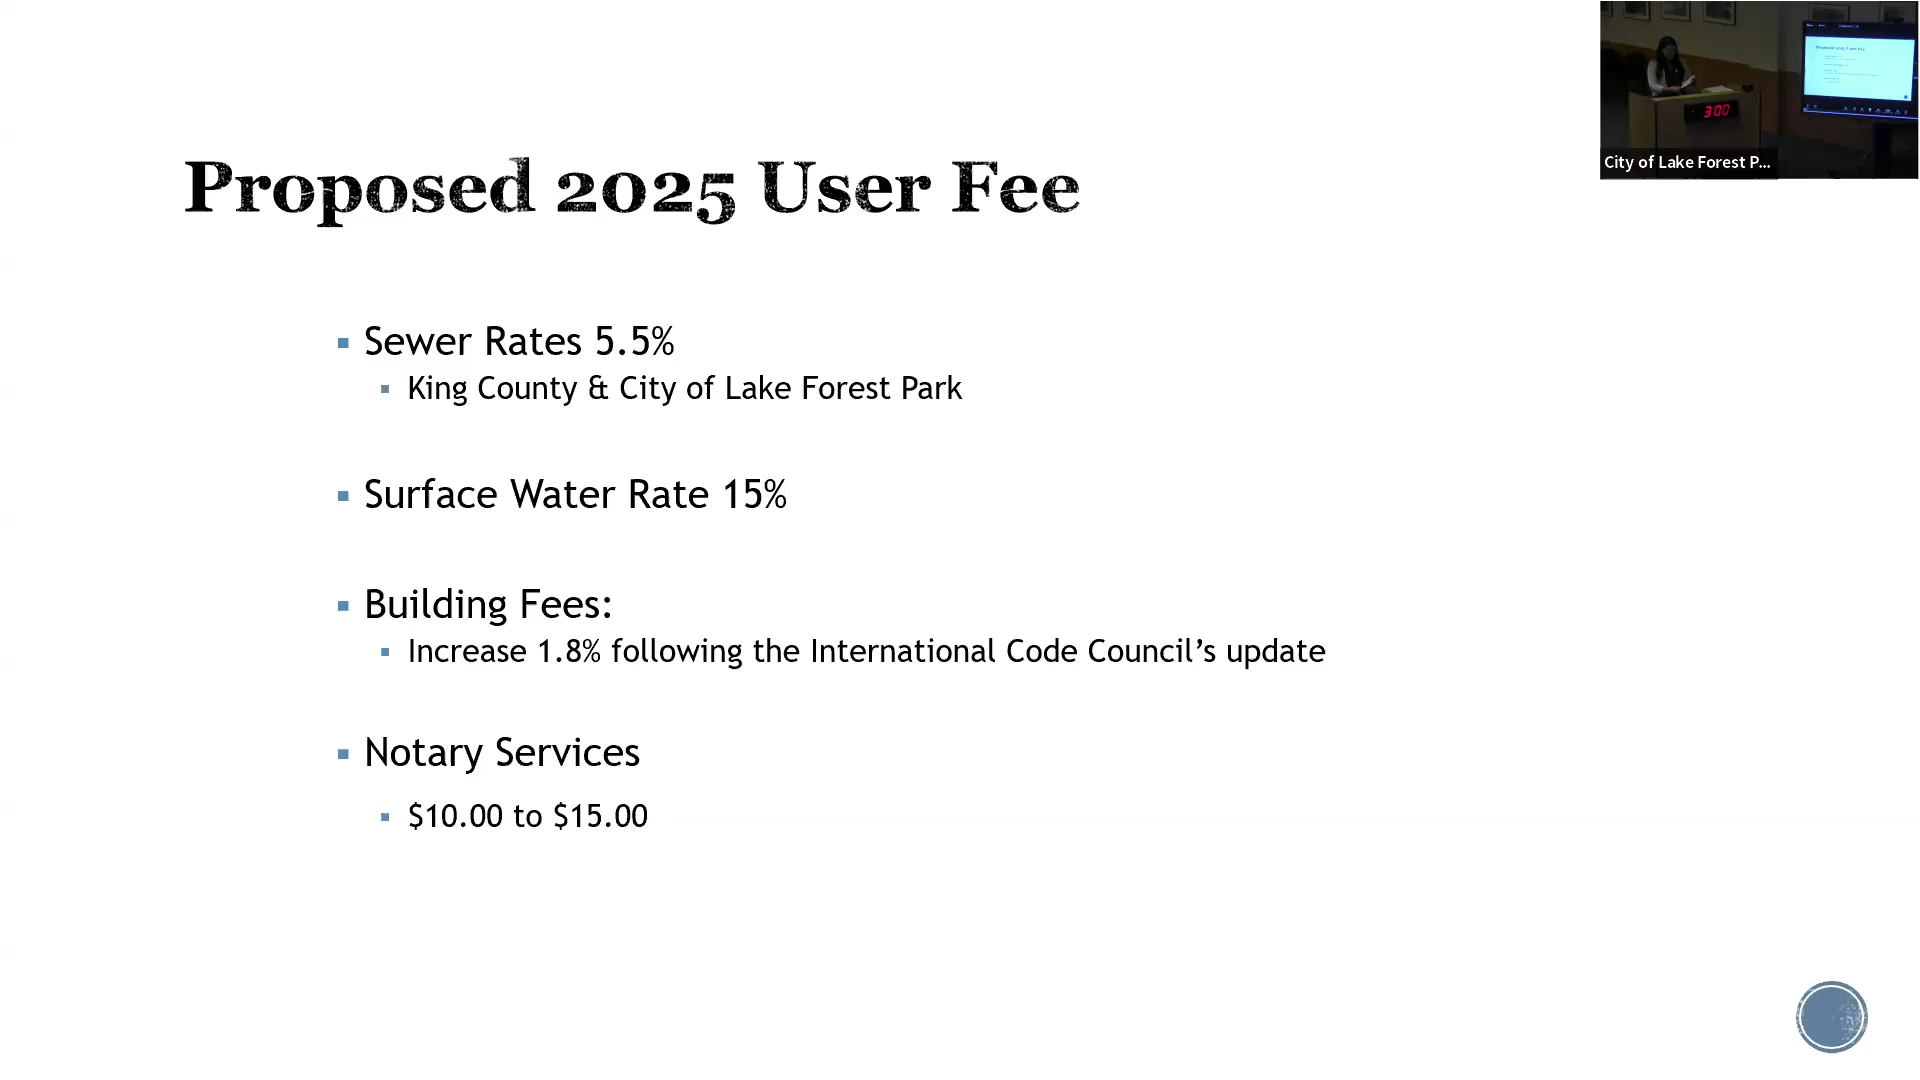 Proposed 2025 User Fee
Sewer Rates 5.5%
King County & City of Lake Forest Park
Surface Water Rate 15%
Building Fees:
Increase 1.8% following the International Code Council’s update
Notary Services
$10.00 to $15.00
3:00
City of Lake Forest P...